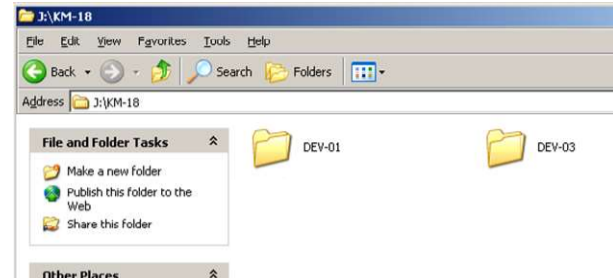 J:\KM-18
File Edit View Favorites Tools Help
Back Search Folders
Address J:\KM-18
File and Folder Tasks
Make a new folder
Publish this folder to the
Web
Share this folder
Other Places
DEV-01
DEV-03